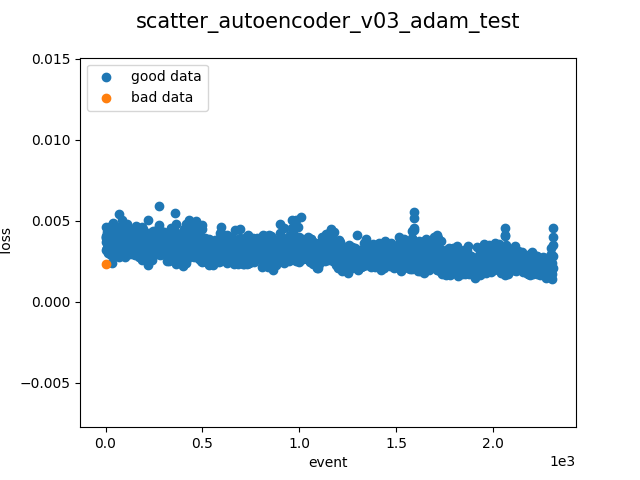 scatter_autoencoder_v03_adam_test
0.015
0.010
0.005
0.000
−0.005
loss
good data
bad data
0.0 0.5 1.0 1.5 2.0
1e3
event